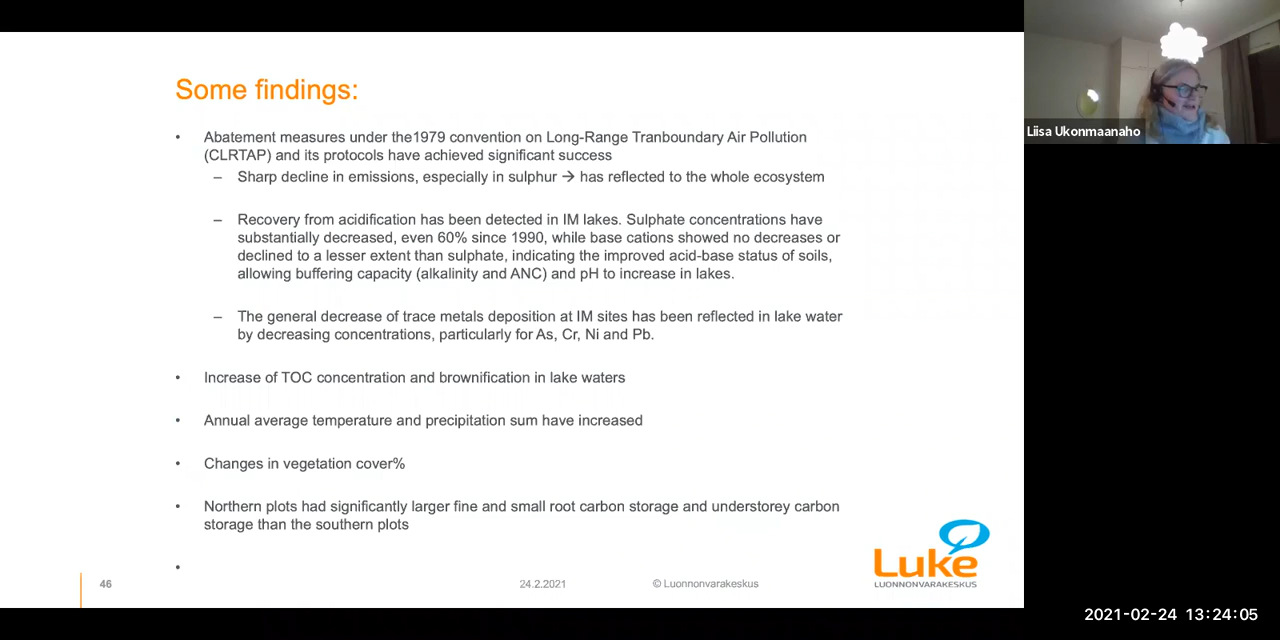 Some findings:
• Abatement measures under the1979 convention on Long-Range Tranboundary Air Pollution
(CLRTAP) and its protocols have achieved significant success
– Sharp decline in emissions, especially in sulphur → has reflected to the whole ecosystem
– Recovery from acidification has been detected in IM lakes. Sulphate concentrations have
substantially decreased, even 60% since 1990, while base cations showed no decreases or
declined to a lesser extent than sulphate, indicating the improved acid-base status of soils,
allowing buffering capacity (alkalinity and ANC) and pH to increase in lakes.
– The general decrease of trace metals deposition at IM sites has been reflected in lake water
by decreasing concentrations, particularly for As, Cr, Ni and Pb.
• Increase of TOC concentration and brownification in lake waters
• Annual average temperature and precipitation sum have increased
• Changes in vegetation cover%
• Northern plots had significantly larger fine and small root carbon storage and understorey carbon
storage than the southern plots
•
46
24.2.2021
© Luonnonvarakeskus
Luke
LUONNONVARAKESKUS
Liisa Ukonmaanaho
2021-02-24 13:24:05